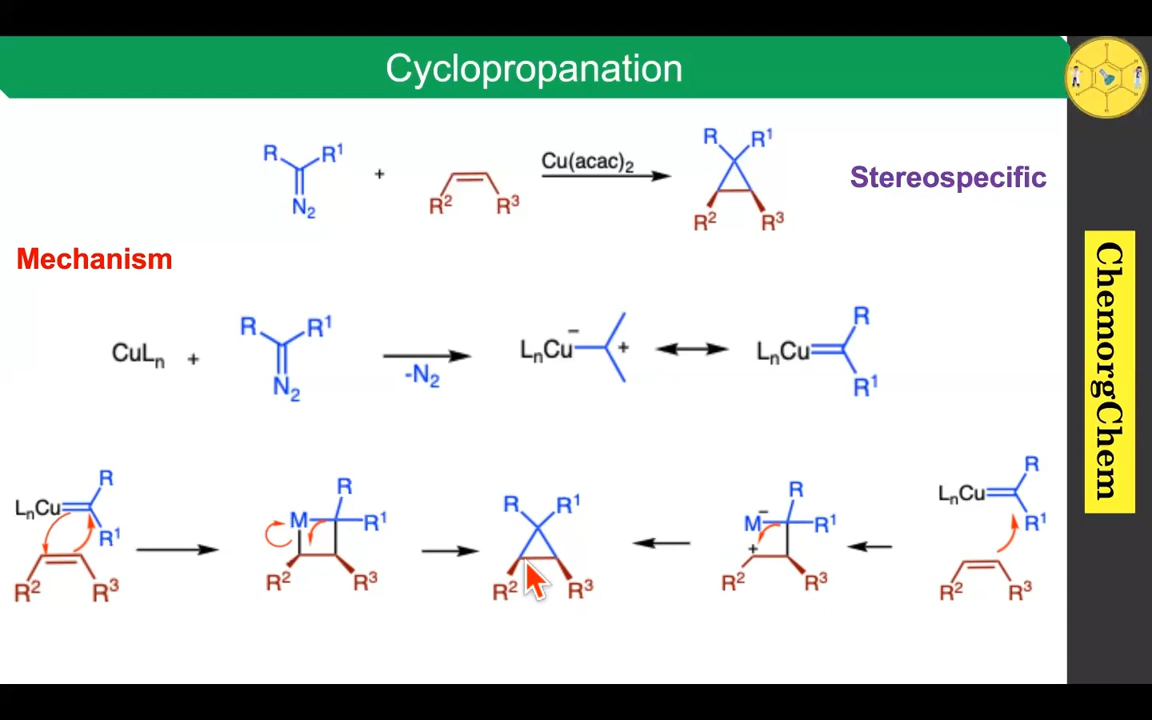 Cyclopropanation
R R¹ N₂ + R² R³ Cu(acac)₂ R R¹ R² R³
Stereospecific
Mechanism
CuLₙ + R R¹ N₂ -N₂ LₙCu − + LₙCu R R¹
LₙCu R R¹ R² R³
M R R¹ R² R³
R R¹ R² R³
M − + R R¹ R² R³
LₙCu R R¹ R² R³
ChemorgChem